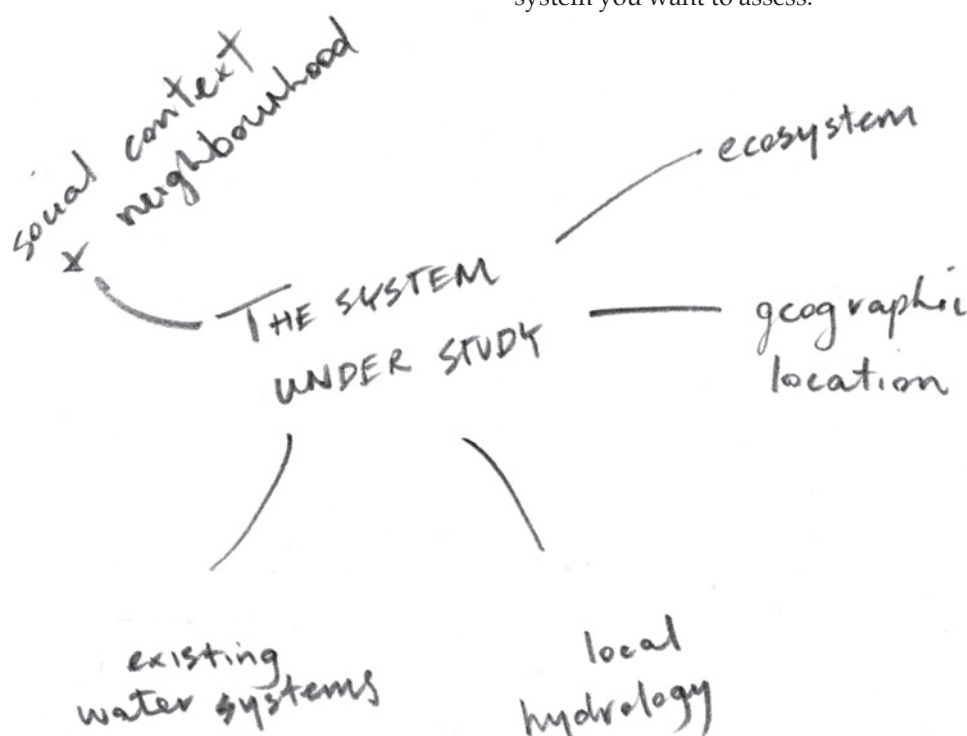 system you want to assess?
social context
& neighbourhood
ecosystem
THE SYSTEM
UNDER STUDY
geographic
location
existing
water systems
local
hydrology